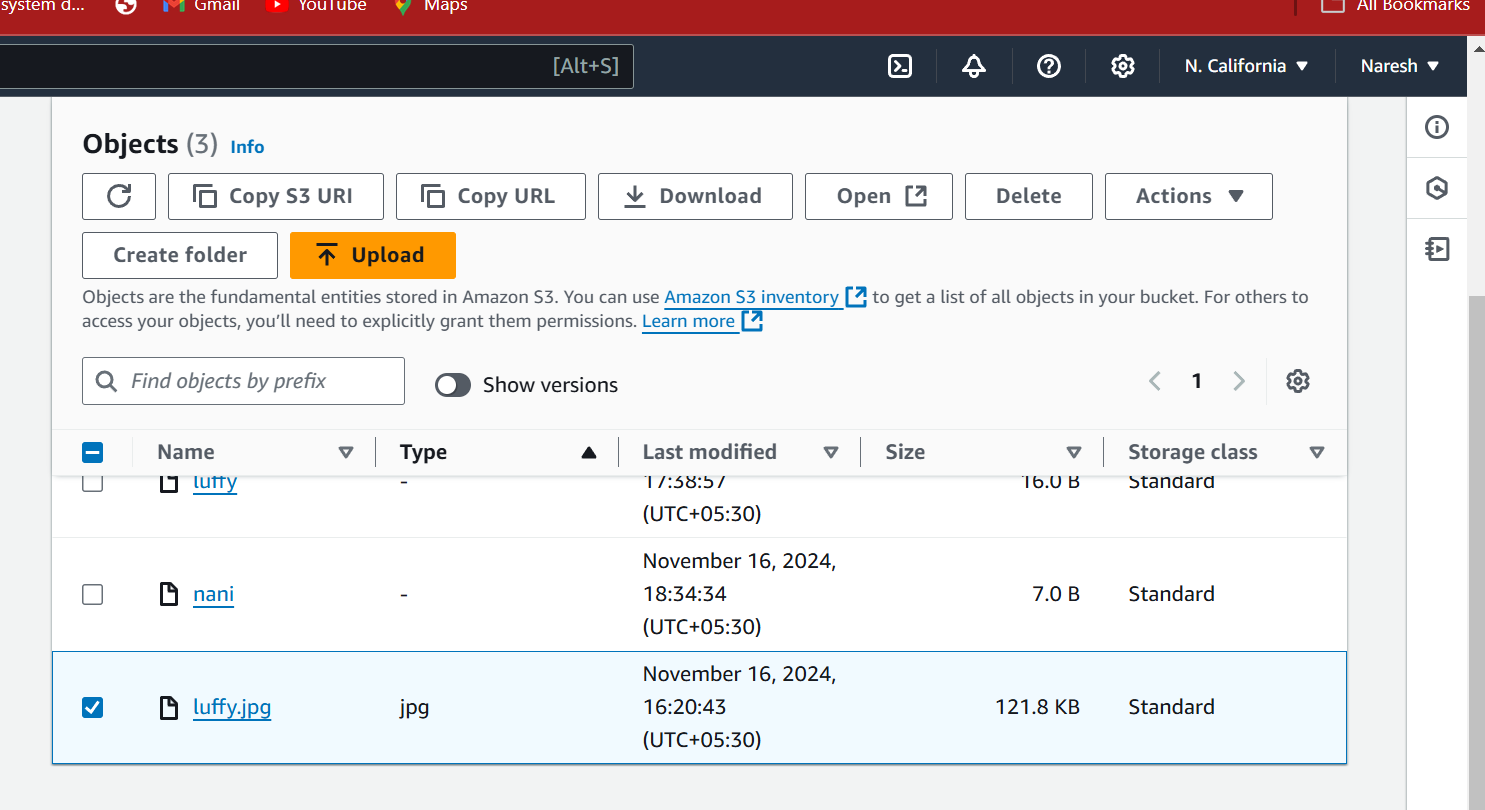 system d...
Gmail
YouTube
Maps
All Bookmarks
[Alt+S]
N. California
Naresh
Objects (3) Info
Copy S3 URI
Copy URL
Download
Open
Delete
Actions
Create folder
Upload
Objects are the fundamental entities stored in Amazon S3. You can use Amazon S3 inventory to get a list of all objects in your bucket. For others to
access your objects, you’ll need to explicitly grant them permissions. Learn more
Find objects by prefix
Show versions
1
Name
Type
Last modified
Size
Storage class
luffy
-
17:38:57
(UTC+05:30)
16.0 B
Standard
nani
-
November 16, 2024,
18:34:34
(UTC+05:30)
7.0 B
Standard
luffy.jpg
jpg
November 16, 2024,
16:20:43
(UTC+05:30)
121.8 KB
Standard